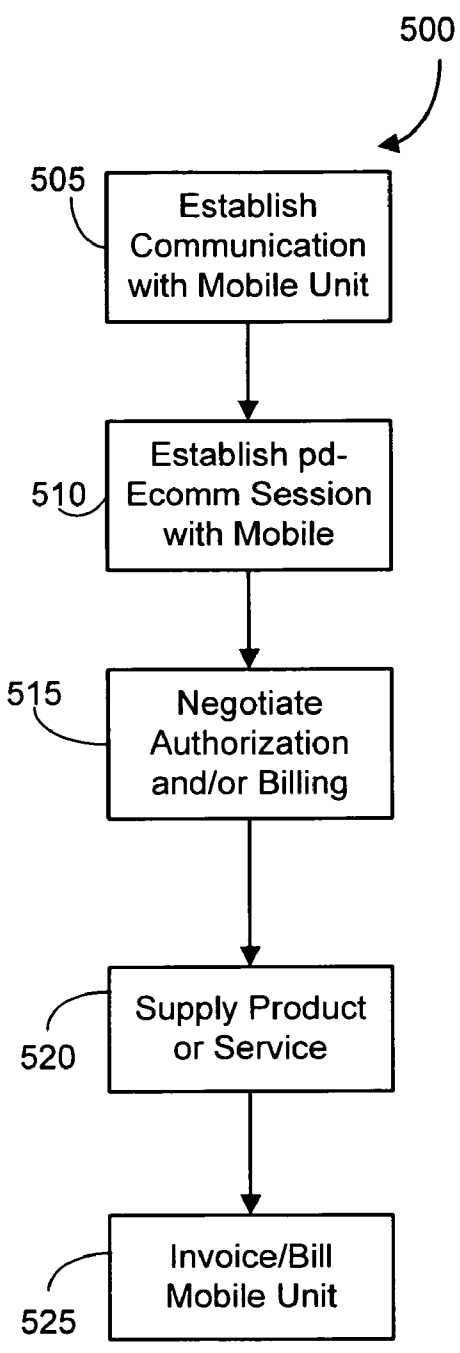 500
505
Establish
Communication
with Mobile Unit
510
Establish pd-
Ecomm Session
with Mobile
515
Negotiate
Authorization
and/or Billing
520
Supply Product
or Service
525
Invoice/Bill
Mobile Unit